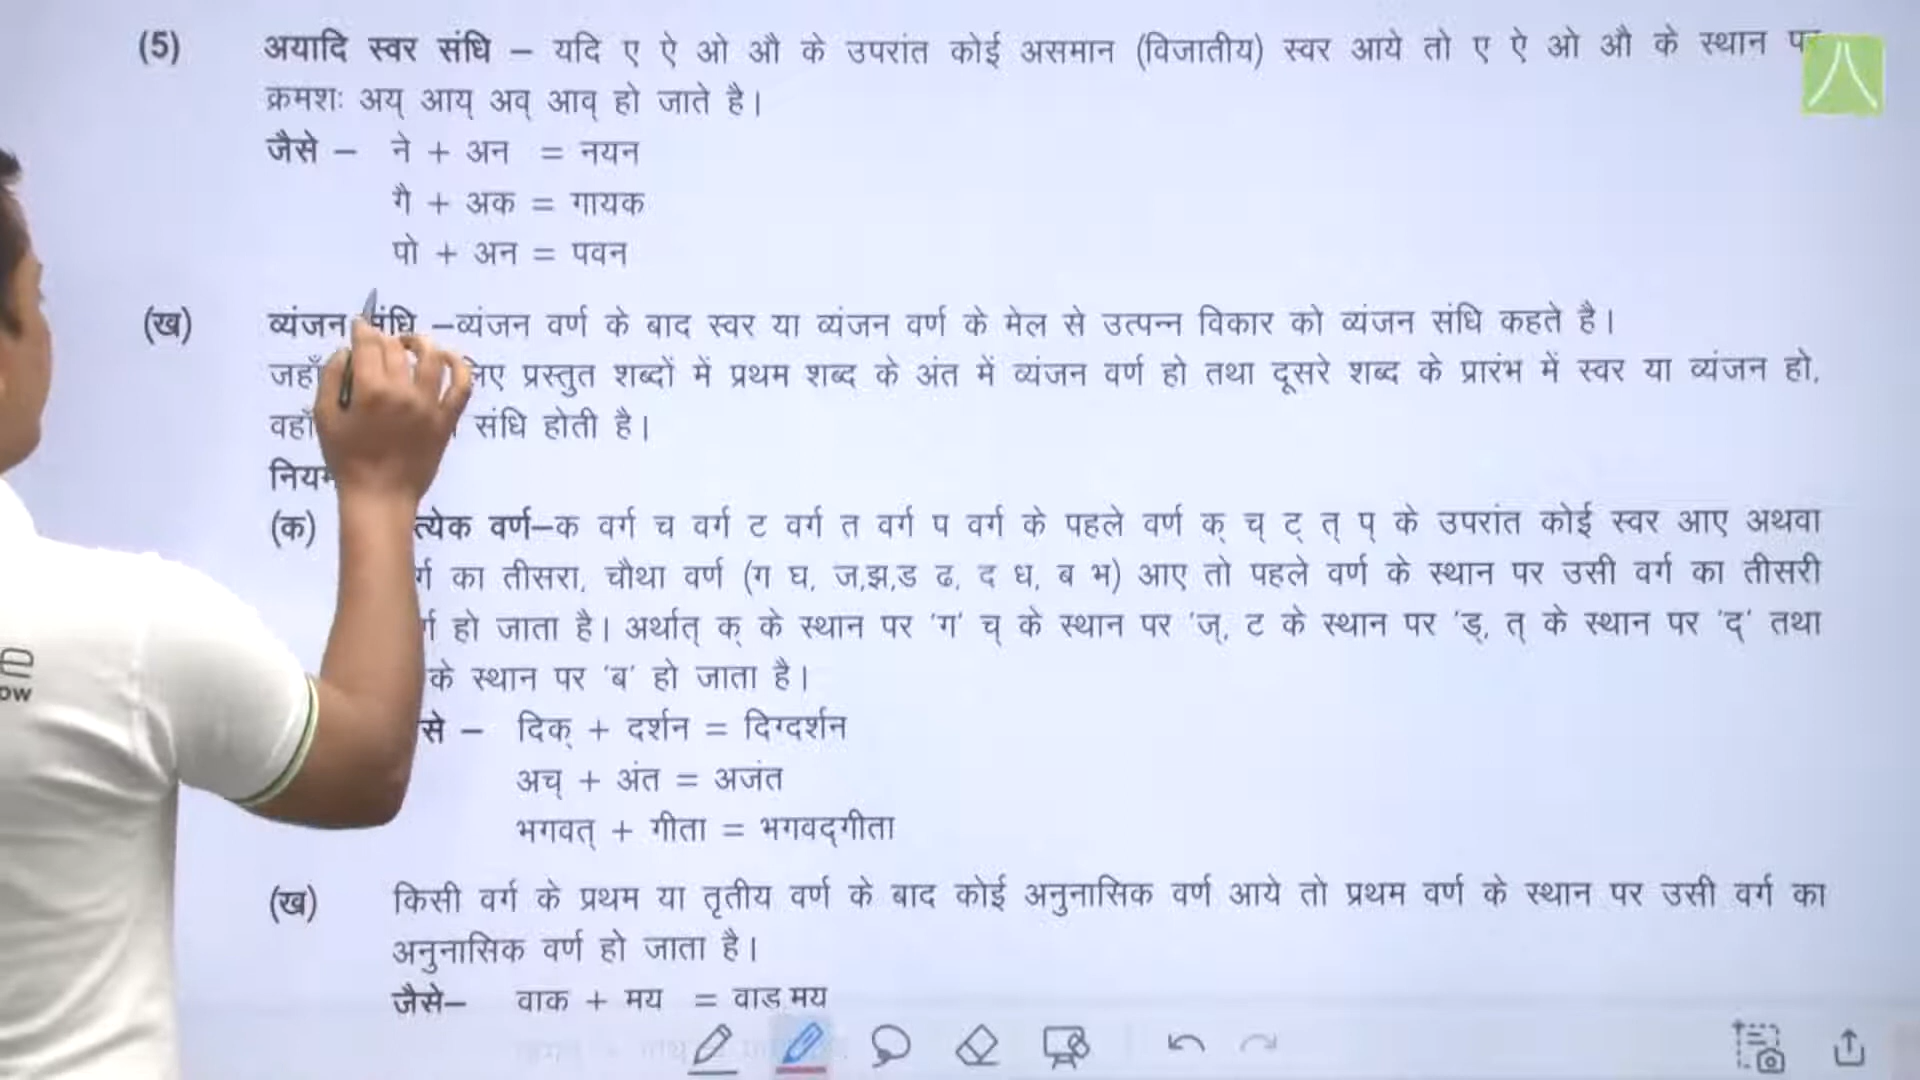 (5) अयादि स्वर संधि – यदि ए ऐ ओ औ के उपरांत कोई असमान (विजातीय) स्वर आये तो ए ऐ ओ औ के स्थान
क्रमशः अय् आय् अव् आव् हो जाते है।
जैसे – ने + अन = नयन
गै + अक = गायक
पो + अन = पवन
(ख) व्यंजन संधि –व्यंजन वर्ण के बाद स्वर या व्यंजन वर्ण के मेल से उत्पन्न विकार को व्यंजन संधि कहते है।
प्रस्तुत शब्दों में प्रथम शब्द के अंत में व्यंजन वर्ण हो तथा दूसरे शब्द के प्रारंभ में स्वर या व्यंजन हो,
संधि होती है।
(क) वर्ण–क वर्ग च वर्ग ट वर्ग त वर्ग प वर्ग के पहले वर्ण क् च् ट् त् प् के उपरांत कोई स्वर आए अथवा
का तीसरा, चौथा वर्ण (ग घ, ज,झ,ड ढ, द ध, ब भ) आए तो पहले वर्ण के स्थान पर उसी वर्ग का तीसरी
हो जाता है। अर्थात् क् के स्थान पर 'ग' च् के स्थान पर 'ज्, ट के स्थान पर 'ड्, त् के स्थान पर 'द्' तथा
के स्थान पर 'ब' हो जाता है।
– दिक् + दर्शन = दिग्दर्शन
अच् + अंत = अजंत
भगवत् + गीता = भगवद्गीता
(ख) किसी वर्ग के प्रथम या तृतीय वर्ण के बाद कोई अनुनासिक वर्ण आये तो प्रथम वर्ण के स्थान पर उसी वर्ग का
अनुनासिक वर्ण हो जाता है।
जैसे– वाक + मय = वाड.मय